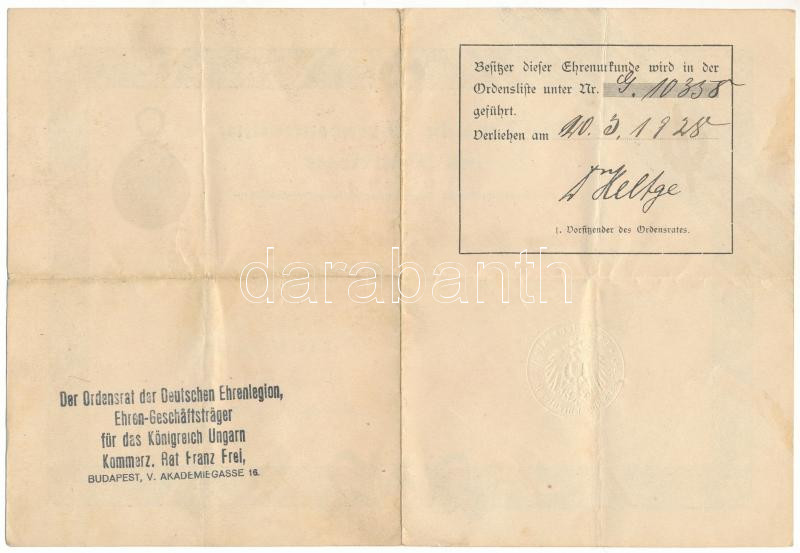 Besitzer dieser Ehrenurkunde wird in der
Ordensliste unter Nr. G. 10358
geführt.
Verliehen am 20. 3. 1928
Dr Heltge
1. Vorsitzender des Ordensrates.
darabanth
Der Ordensrat der Deutschen Ehrenlegion,
Ehren-Geschäftsträger
für das Königreich Ungarn
Kommerz. Rat Franz Frei,
BUDAPEST, V. AKADEMIEGASSE 16.